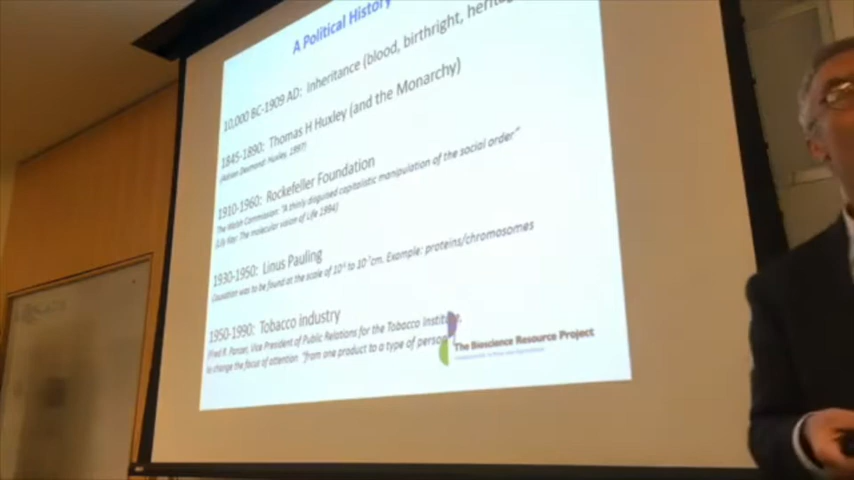 A Political History
10,000 BC-1909 AD: Inheritance (blood, birthright,
1845-1890: Thomas H Huxley (and the Monarchy)
(Adrian Desmond: Huxley, 1997)
1910-1960: Rockefeller Foundation
The Walsh Commission: "A thinly disguised capitalistic manipulation of the social order"
(Lily Kay: The molecular vision of Life 1994)
1930-1950: Linus Pauling
Causation was to be found at the scale of to cm. Example: proteins/chromosomes
1950-1990: Tobacco industry
(Fred R. Panzer, Vice President of Public Relations for the Tobacco
to change the focus of attention "from one product to a type of
The Bioscience Resource Project